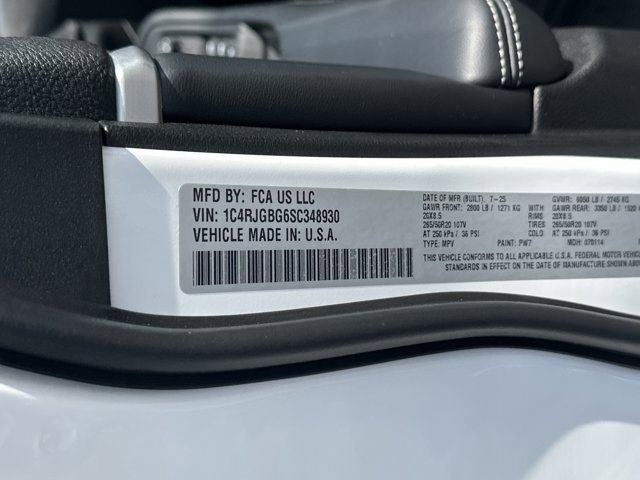 MFD BY: FCA US LLC
VIN: 1C4RJGBG6SC348930
VEHICLE MADE IN: U.S.A.
DATE OF MFR (BUILT). 7-25
GVWR: 6050 LB / 2745 KG
GAWR FRONT: 2800 LB / 1271 KG WITH
GAWR REAR: 3350 LB / 1520
20X8.5 RIMS 20X8.5
265/50R20 107V TIRES 265/50R20 107V
AT 250 kPa / 36 PSI COLD AT 250 kPa / 36 PSI
TYPE: MPV PAINT: PW7 MDH: 070114
THIS VEHICLE CONFORMS TO ALL APPLICABLE U.S.A. FEDERAL MOTOR VEHICLE
STANDARDS IN EFFECT ON THE DATE OF MANUFACTURE SHOWN